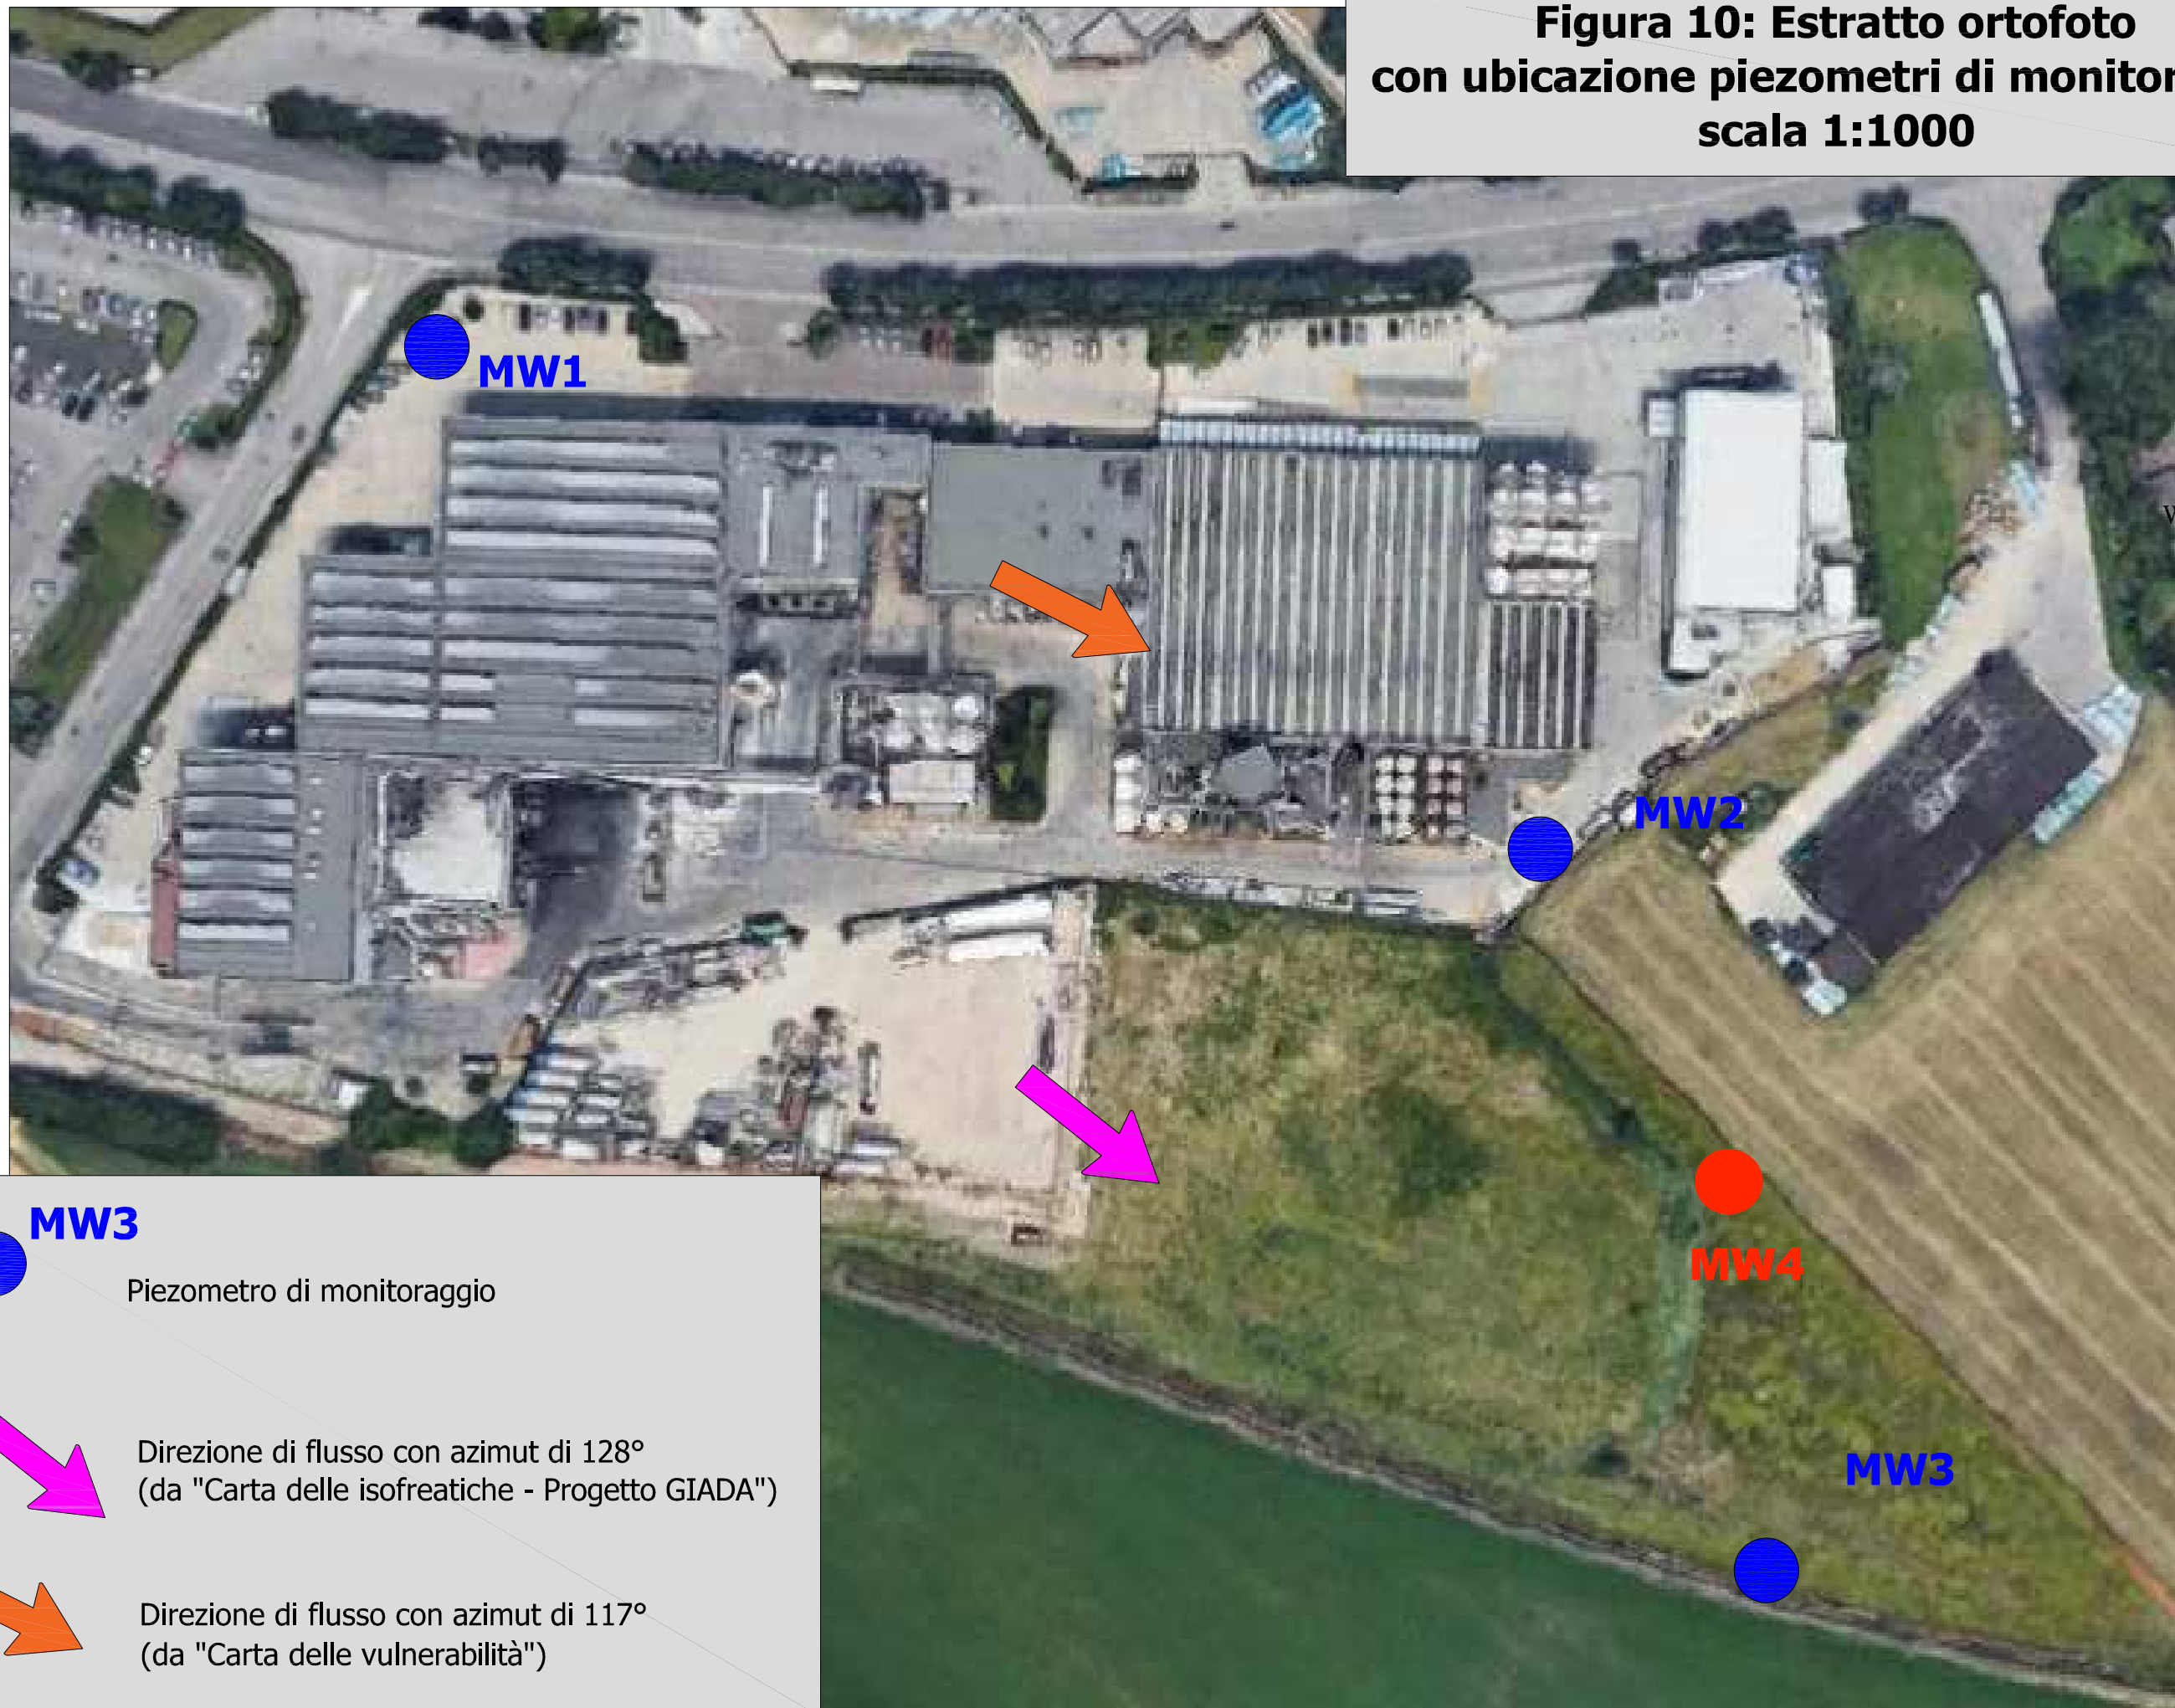 Figura 10: Estratto ortofoto
con ubicazione piezometri di monitor
scala 1:1000
MW1
MW2
MW4
MW3
MW3
Piezometro di monitoraggio
Direzione di flusso con azimut di 128°
(da "Carta delle isofreatiche - Progetto GIADA")
Direzione di flusso con azimut di 117°
(da "Carta delle vulnerabilità")